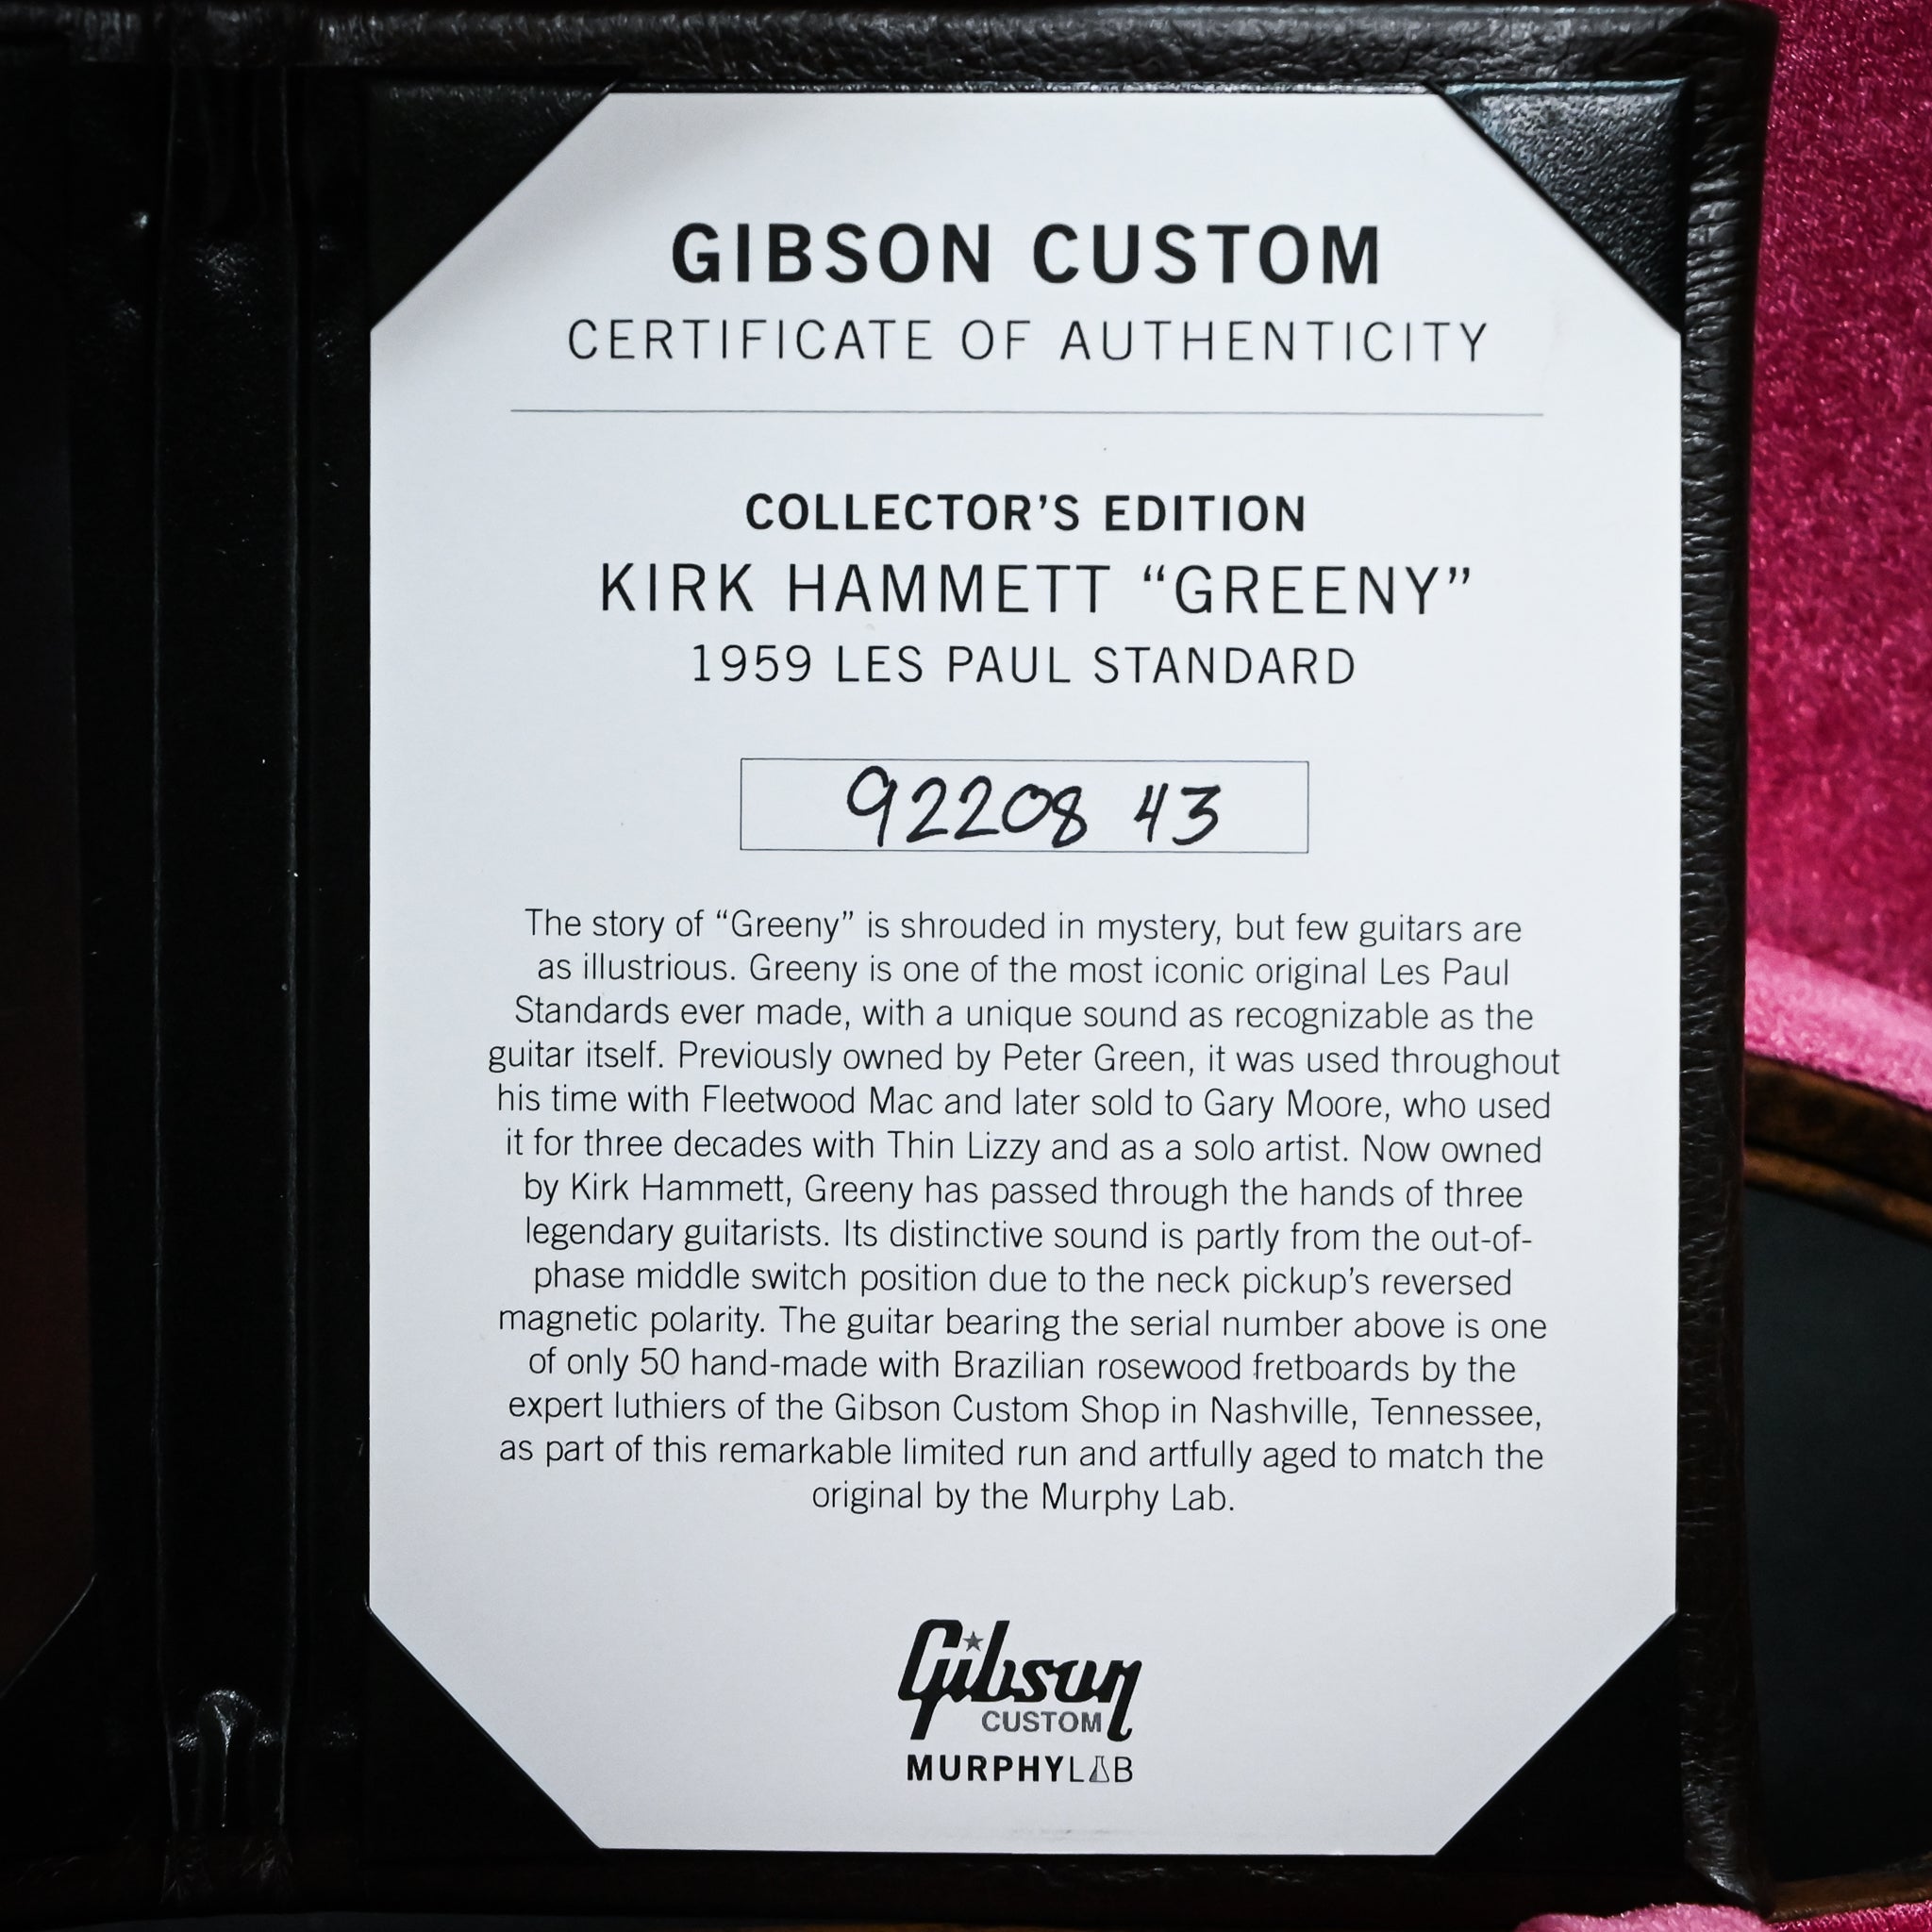 GIBSON CUSTOM
CERTIFICATE OF AUTHENTICITY
COLLECTOR'S EDITION
KIRK HAMMETT “GREENY”
1959 LES PAUL STANDARD
92208 43
The story of “Greeny” is shrouded in mystery, but few guitars are
as illustrious. Greeny is one of the most iconic original Les Paul
Standards ever made, with a unique sound as recognizable as the
guitar itself. Previously owned by Peter Green, it was used throughout
his time with Fleetwood Mac and later sold to Gary Moore, who used
it for three decades with Thin Lizzy and as a solo artist. Now owned
by Kirk Hammett, Greeny has passed through the hands of three
legendary guitarists. Its distinctive sound is partly from the out-of-
phase middle switch position due to the neck pickup's reversed
magnetic polarity. The guitar bearing the serial number above is one
of only 50 hand-made with Brazilian rosewood fretboards by the
expert luthiers of the Gibson Custom Shop in Nashville, Tennessee,
as part of this remarkable limited run and artfully aged to match the
original by the Murphy Lab.
Gibson
CUSTOM
MURPHYLAB